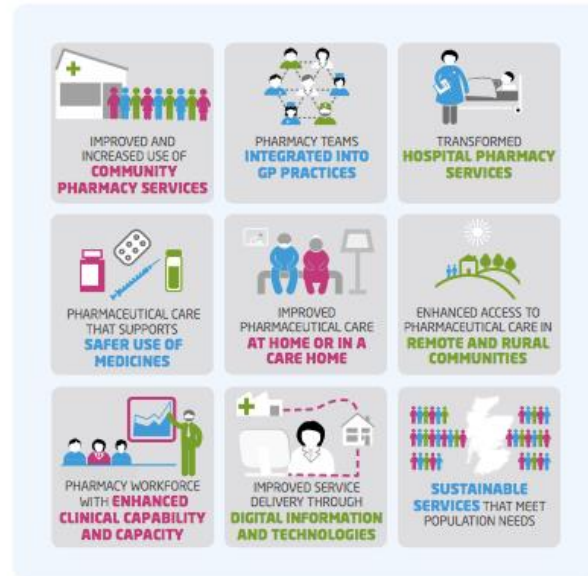 IMPROVED AND
INCREASED USE OF
COMMUNITY
PHARMACY SERVICES
PHARMACY TEAMS
INTEGRATED INTO
GP PRACTICES
TRANSFORMED
HOSPITAL PHARMACY
SERVICES
PHARMACEUTICAL CARE
THAT SUPPORTS
SAFER USE OF
MEDICINES
IMPROVED
PHARMACEUTICAL CARE
AT HOME OR IN A
CARE HOME
ENHANCED ACCESS TO
PHARMACEUTICAL CARE IN
REMOTE AND RURAL
COMMUNITIES
PHARMACY WORKFORCE
WITH ENHANCED
CLINICAL CAPABILITY
AND CAPACITY
IMPROVED SERVICE
DELIVERY THROUGH
DIGITAL INFORMATION
AND TECHNOLOGIES
SUSTAINABLE
SERVICES THAT MEET
POPULATION NEEDS